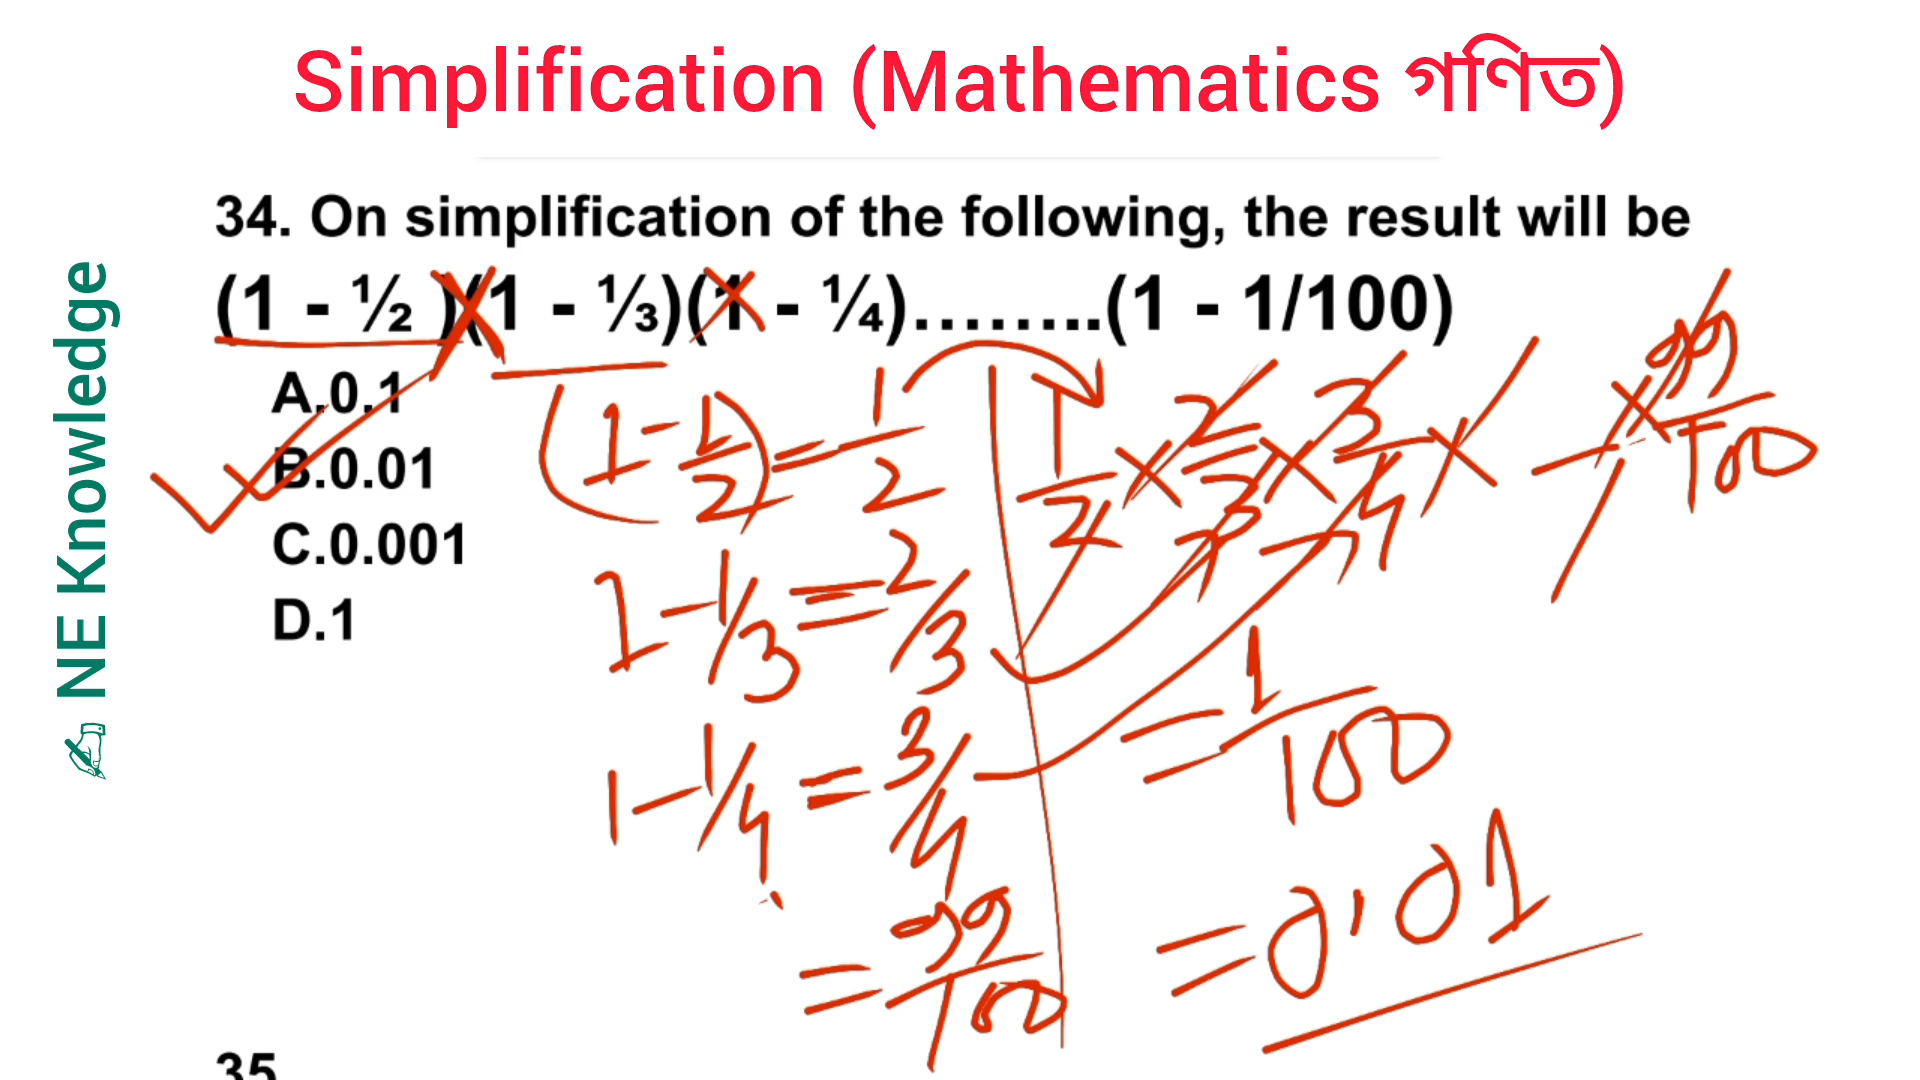 Simplification (Mathematics গণিত)
34. On simplification of the following, the result will be
(1 - ½ )(1 - ⅓)(1 - ¼)……..(1 - 1/100)
A.0.1
B.0.01
C.0.001
D.1
✍ NE Knowledge
(1 - 1/2) = 1/2
1 - 1/3 = 2/3
1 - 1/4 = 3/4
= 99/100
1/2 × 2/3 × 3/4 × - × 99/100
= 1/100
= 0.01
35